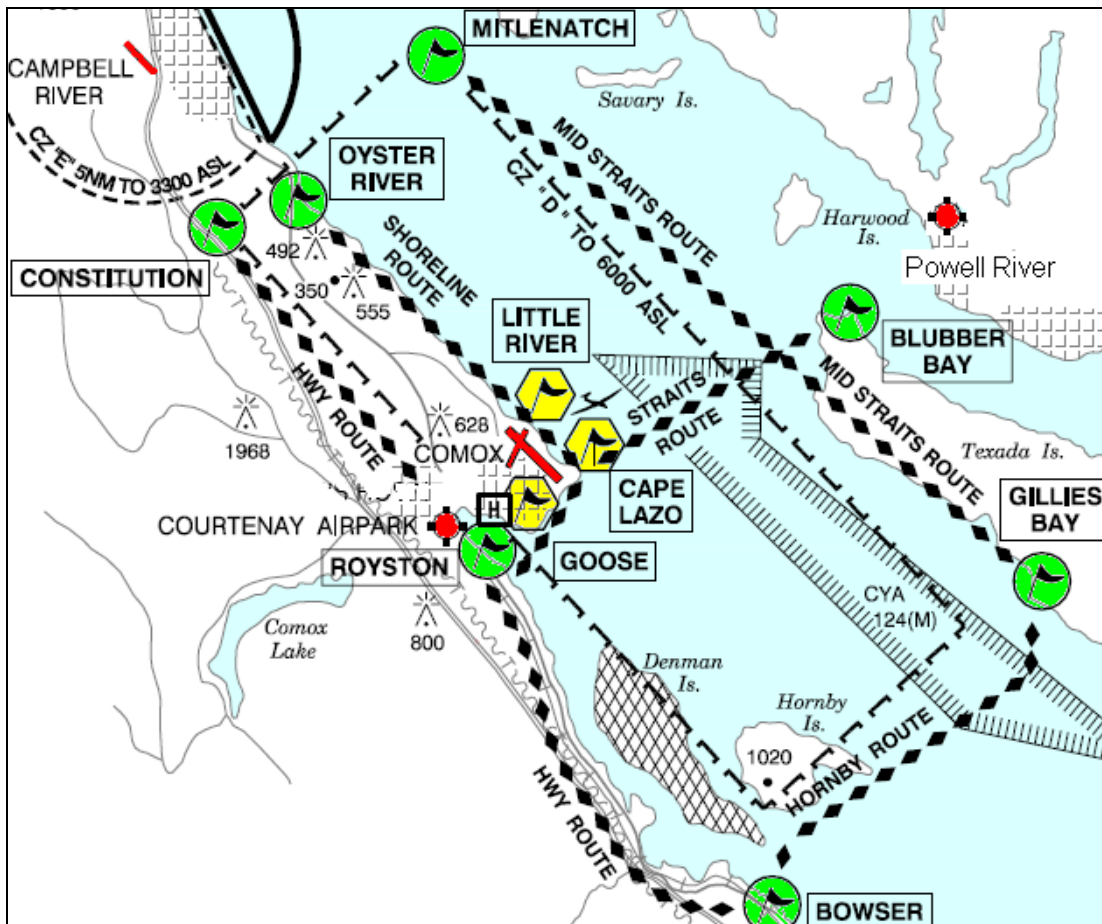 MITLENATCH
CAMPBELL
RIVER
Savary Is.
CZ "E" 5NM TO 3300 ASL
OYSTER
RIVER
MID STRAITS ROUTE
CZ "D" TO 6000 ASL
Harwood
Is.
Powell River
CONSTITUTION
492
350
555
SHORELINE
ROUTE
LITTLE
RIVER
BLUBBER
BAY
HWY ROUTE
STRAITS
ROUTE
MID STRAITS ROUTE
1968
628
COMOX
Texada Is.
CAPE
LAZO
GILLIES
BAY
H
COURTENAY AIRPARK
ROYSTON
GOOSE
CYA
124(M)
800
Comox
Lake
Denman
Is.
Hornby
Is.
1020
HORNBY ROUTE
HWY ROUTE
BOWSER